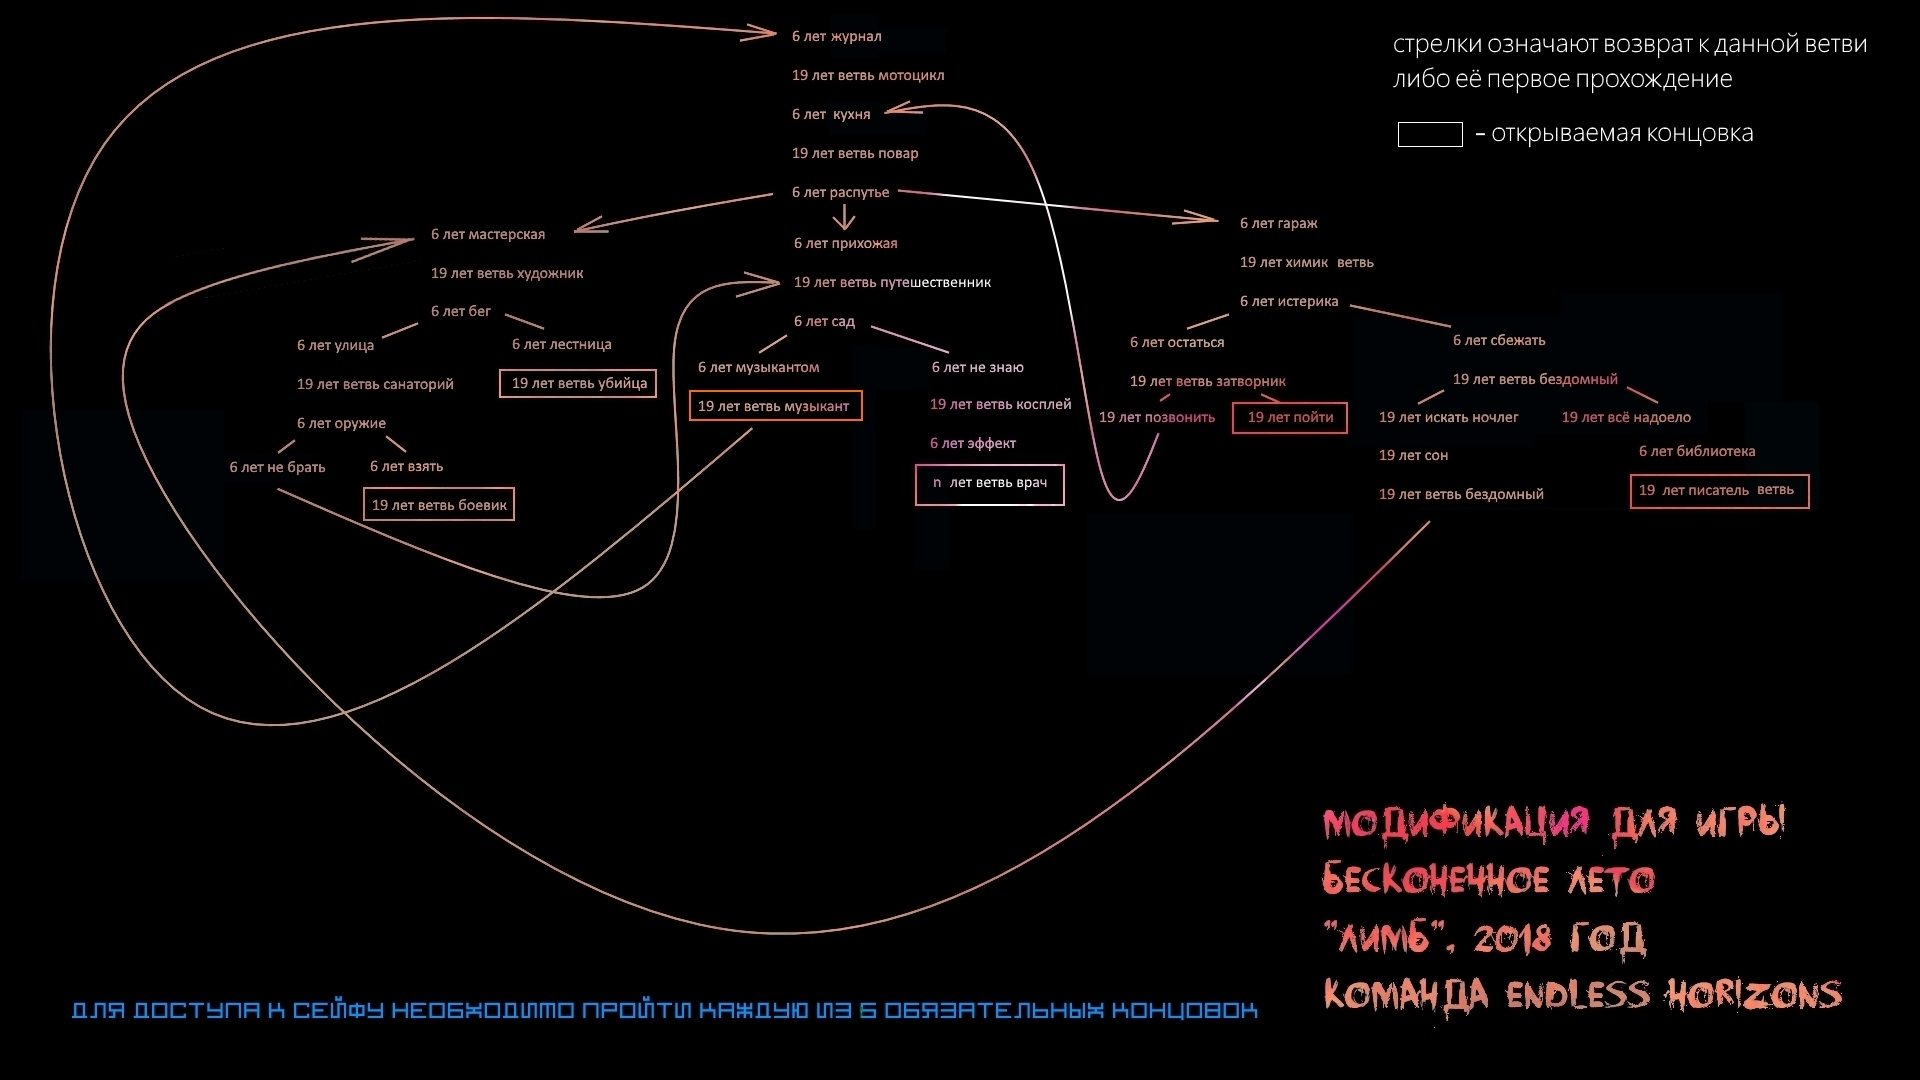 6 лет журнал
19 лет ветвь мотоцикл
6 лет кухня
19 лет ветвь повар
6 лет распутье
стрелки означают возврат к данной ветви
либо её первое прохождение
- открываемая концовка
6 лет мастерская
19 лет ветвь художник
6 лет бег
6 лет улица
19 лет ветвь санаторий
6 лет оружие
6 лет не брать
6 лет взять
19 лет ветвь боевик
6 лет лестница
19 лет ветвь убийца
6 лет прихожая
19 лет ветвь путешественник
6 лет сад
6 лет музыкантом
19 лет ветвь музыкант
6 лет не знаю
19 лет ветвь косплей
6 лет эффект
n лет ветвь врач
6 лет гараж
19 лет химик ветвь
6 лет истерика
6 лет остаться
19 лет ветвь затворник
19 лет позвонить
19 лет пойти
6 лет сбежать
19 лет ветвь бездомный
19 лет искать ночлег
19 лет сон
19 лет ветвь бездомный
19 лет всё надоело
6 лет библиотека
19 лет писатель ветвь
МОДИФИКАЦИЯ ДЛЯ ИГРЫ
БЕСКОНЕЧНОЕ ЛЕТО
"ЛИМБ", 2018 ГОД
КОМАНДА ENDLESS HORIZONS
ДЛЯ ДОСТУПА К СЕЙФУ НЕОБХОДИМО ПРОЙТИ КАЖДУЮ ИЗ 5 ОБЯЗАТЕЛЬНЫХ КОНЦОВОК